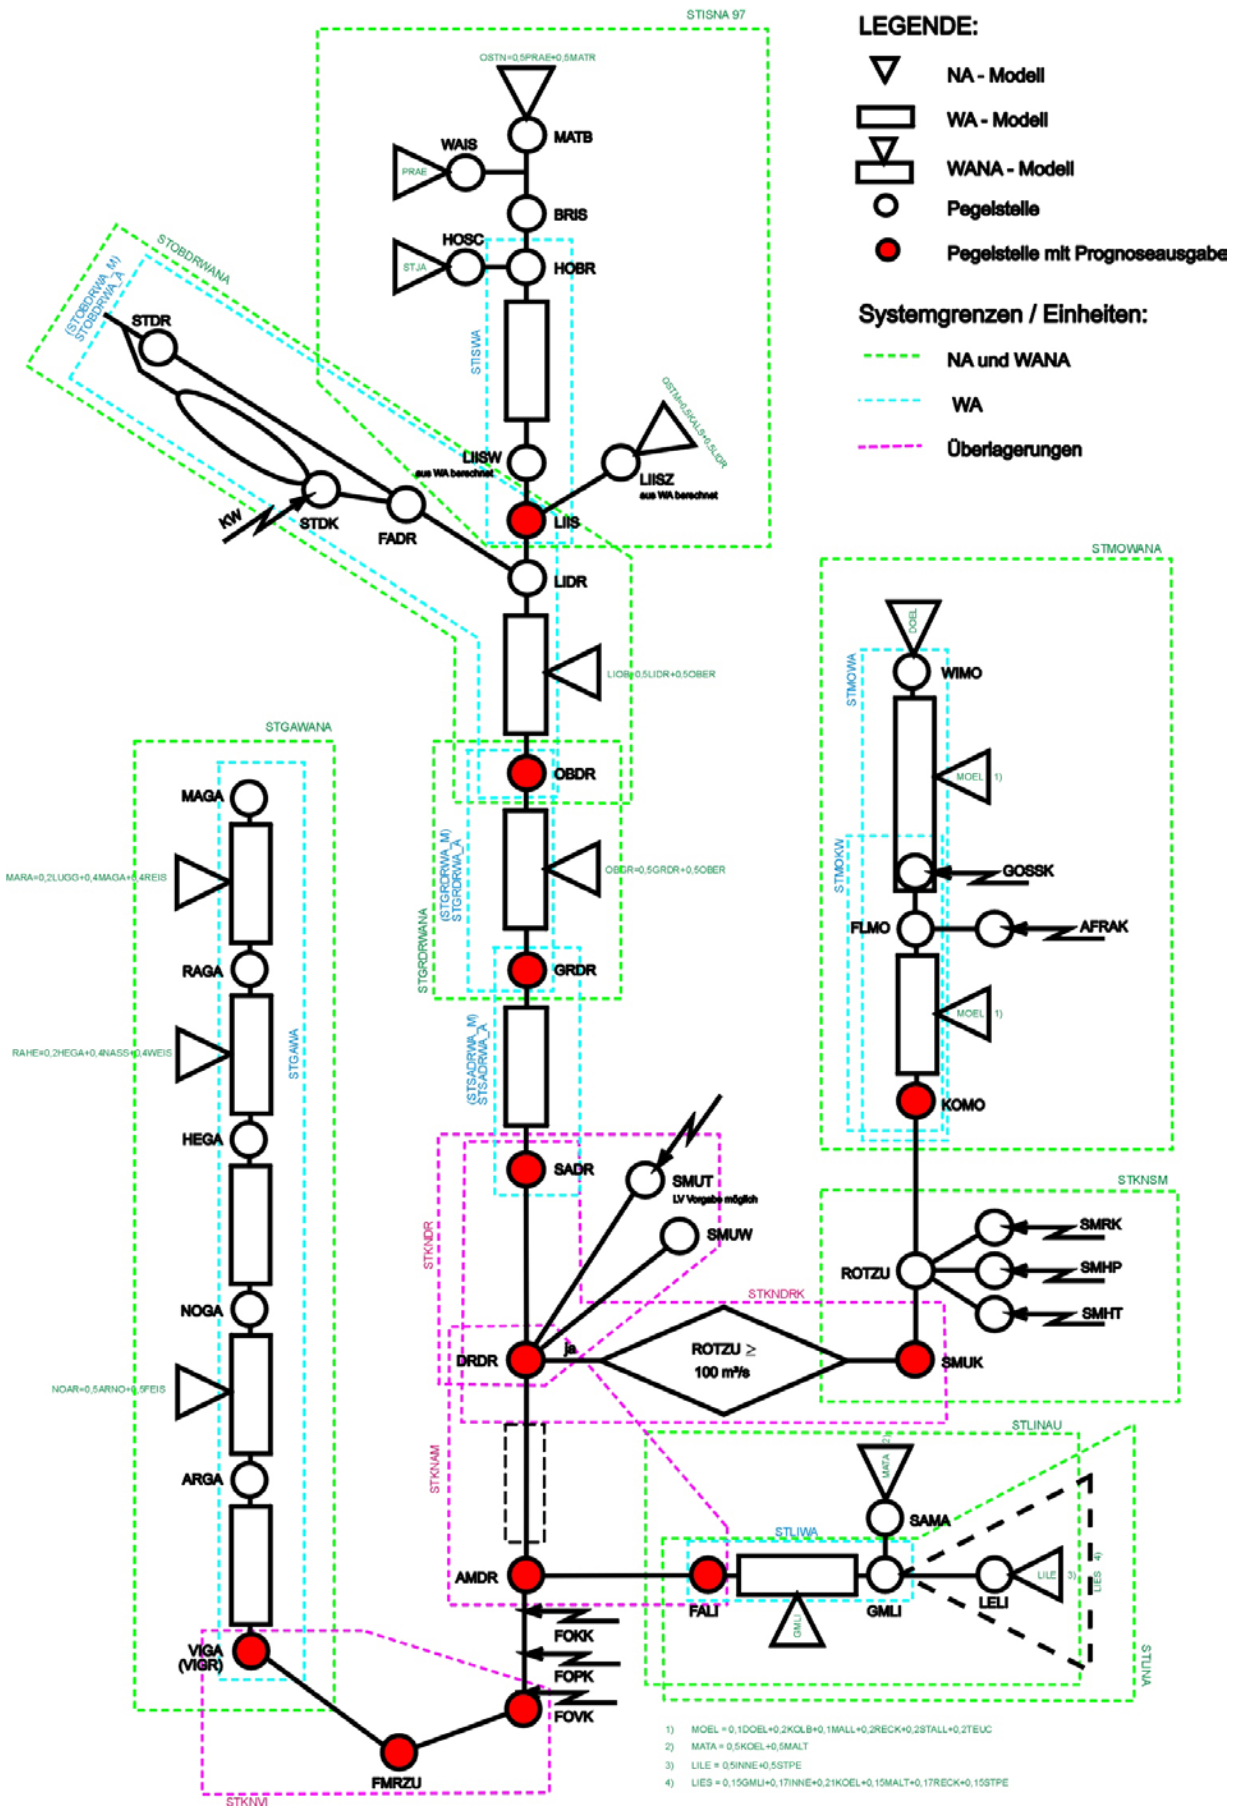 STISNA 97
LEGENDE:
OSTN=0,5PRAE+0,5MATR
NA - Modell
MATB
WA - Modell
WAIS
PRAE
WANA - Modell
BRIS
Pegelstelle
HOSC
STJA
HOBR
Pegelstelle mit Prognoseausgabe
STOBDRWANA
(STOBDRWA_M)
STOBDRWA_A
STDR
Systemgrenzen / Einheiten:
STISWA
NA und WANA
WA
OSTM=0,5KALS+0,5LIDR
Überlagerungen
LIISW
aus WA berechnet
LIISZ
aus WA berechnet
KW
STDK
FADR
LIIS
STMOWANA
LIDR
DOEL
LIOB=0,5LIDR+0,5OBER
WIMO
STMOWA
STGAWANA
OBDR
MOEL 1)
MAGA
(STGRDRWA_M)
STGRDRWA_A
STMOKW
MARA=0,2LUGG+0,4MAGA+0,4REIS
OBGR=0,5GRDR+0,5OBER
GOSSK
FLMO
AFRAK
STGRDRWANA
RAGA
GRDR
MOEL 1)
STGAWA
RAHE=0,2HEGA+0,4NASS+0,4WEIS
(STSADRWA_M)
STSADRWA_A
KOMO
HEGA
SADR
SMUT
LV Vorgabe möglich
STKNSM
STKNDR
SMUW
SMRK
ROTZU
SMHP
NOGA
STKNDRK
SMHT
DRDR
ja
ROTZU ≥
100 m³/s
SMUK
NOAR=0,5ARNO+0,5FEIS
STLINAU
STKNAM
MATA 2)
ARGA
SAMA
STLIWA
AMDR
FALI
GMLI
LELI
LILE 3)
LIES 4)
GMLI
FOKK
VIGA
(VIGR)
FOPK
STLINA
FOVK
FMRZU
STKNVI
1) MOEL = 0,1DOEL+0,2KOLB+0,1MALL+0,2RECK+0,2STALL+0,2TEUC
2) MATA = 0,5KOEL+0,5MALT
3) LILE = 0,5INNE+0,5STPE
4) LIES = 0,15GMLI+0,17INNE+0,21KOEL+0,15MALT+0,17RECK+0,15STPE